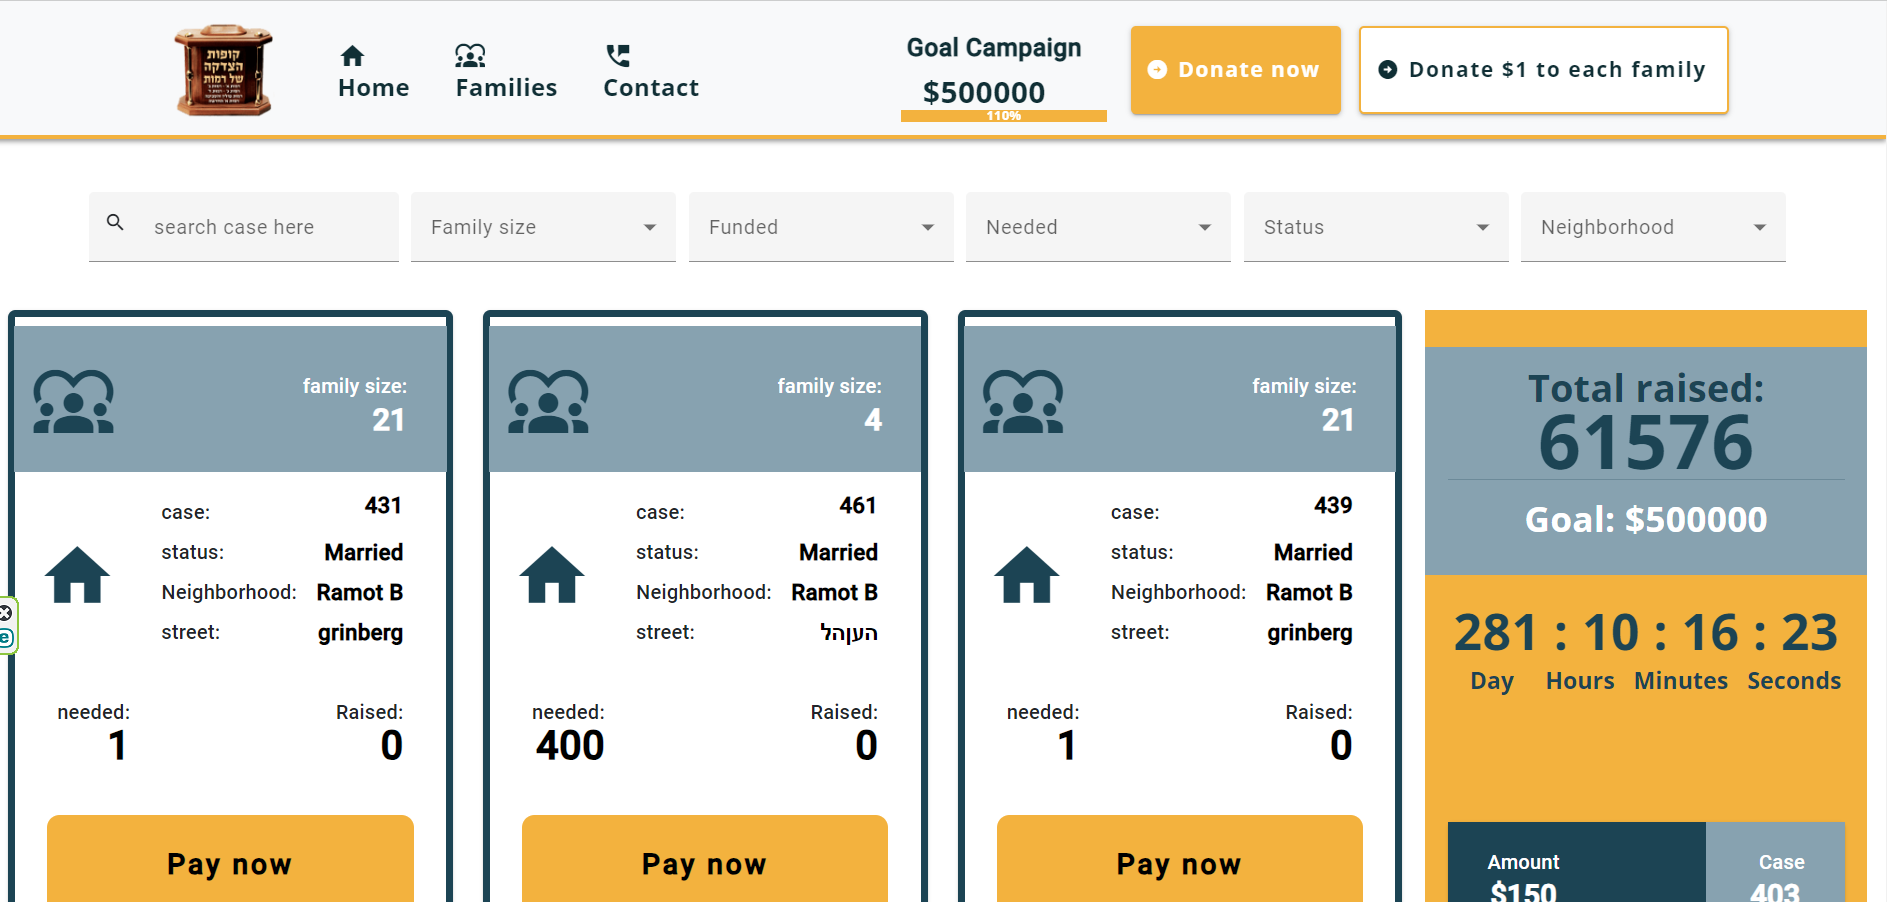 קופות
הצדקה
של רמות
Home
Families
Contact
Goal Campaign
$500000
110%
Donate now
Donate $1 to each family
search case here
Family size
Funded
Needed
Status
Neighborhood
family size:
21
case: 431
status: Married
Neighborhood: Ramot B
street: grinberg
needed: Raised:
1 0
Pay now
family size:
4
case: 461
status: Married
Neighborhood: Ramot B
street: העןהל
needed: Raised:
400 0
Pay now
family size:
21
case: 439
status: Married
Neighborhood: Ramot B
street: grinberg
needed: Raised:
1 0
Pay now
Total raised:
61576
Goal: $500000
281 : 10 : 16 : 23
Day Hours Minutes Seconds
Amount Case
$150 403